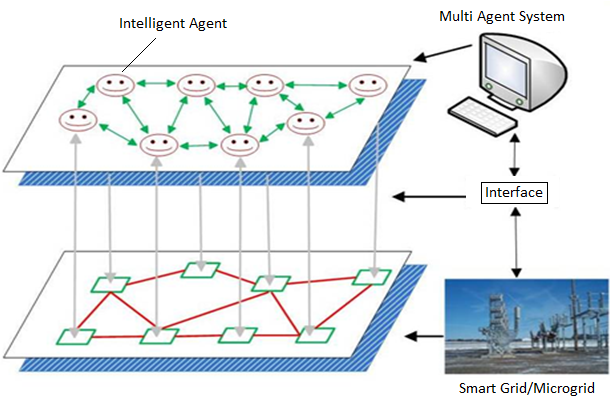 Intelligent Agent
Multi Agent System
Interface
Smart Grid/Microgrid